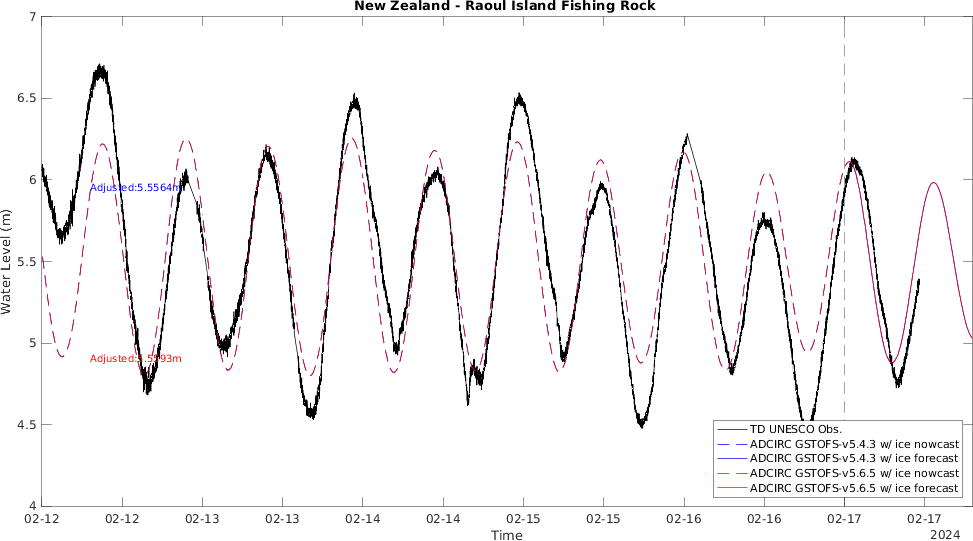 New Zealand - Raoul Island Fishing Rock
7
6.5
6
5.5
5
4.5
4
Water Level (m)
Adjusted:5.5564m
TD UNESCO Obs.
ADCIRC GSTOFS-v5.4.3 w/ ice nowcast
ADCIRC GSTOFS-v5.4.3 w/ ice forecast
ADCIRC GSTOFS-v5.6.5 w/ ice nowcast
ADCIRC GSTOFS-v5.6.5 w/ ice forecast
02-12 02-12 02-13 02-13 02-14 02-14 02-15 02-15 02-16 02-16 02-17 02-17
Time
2024